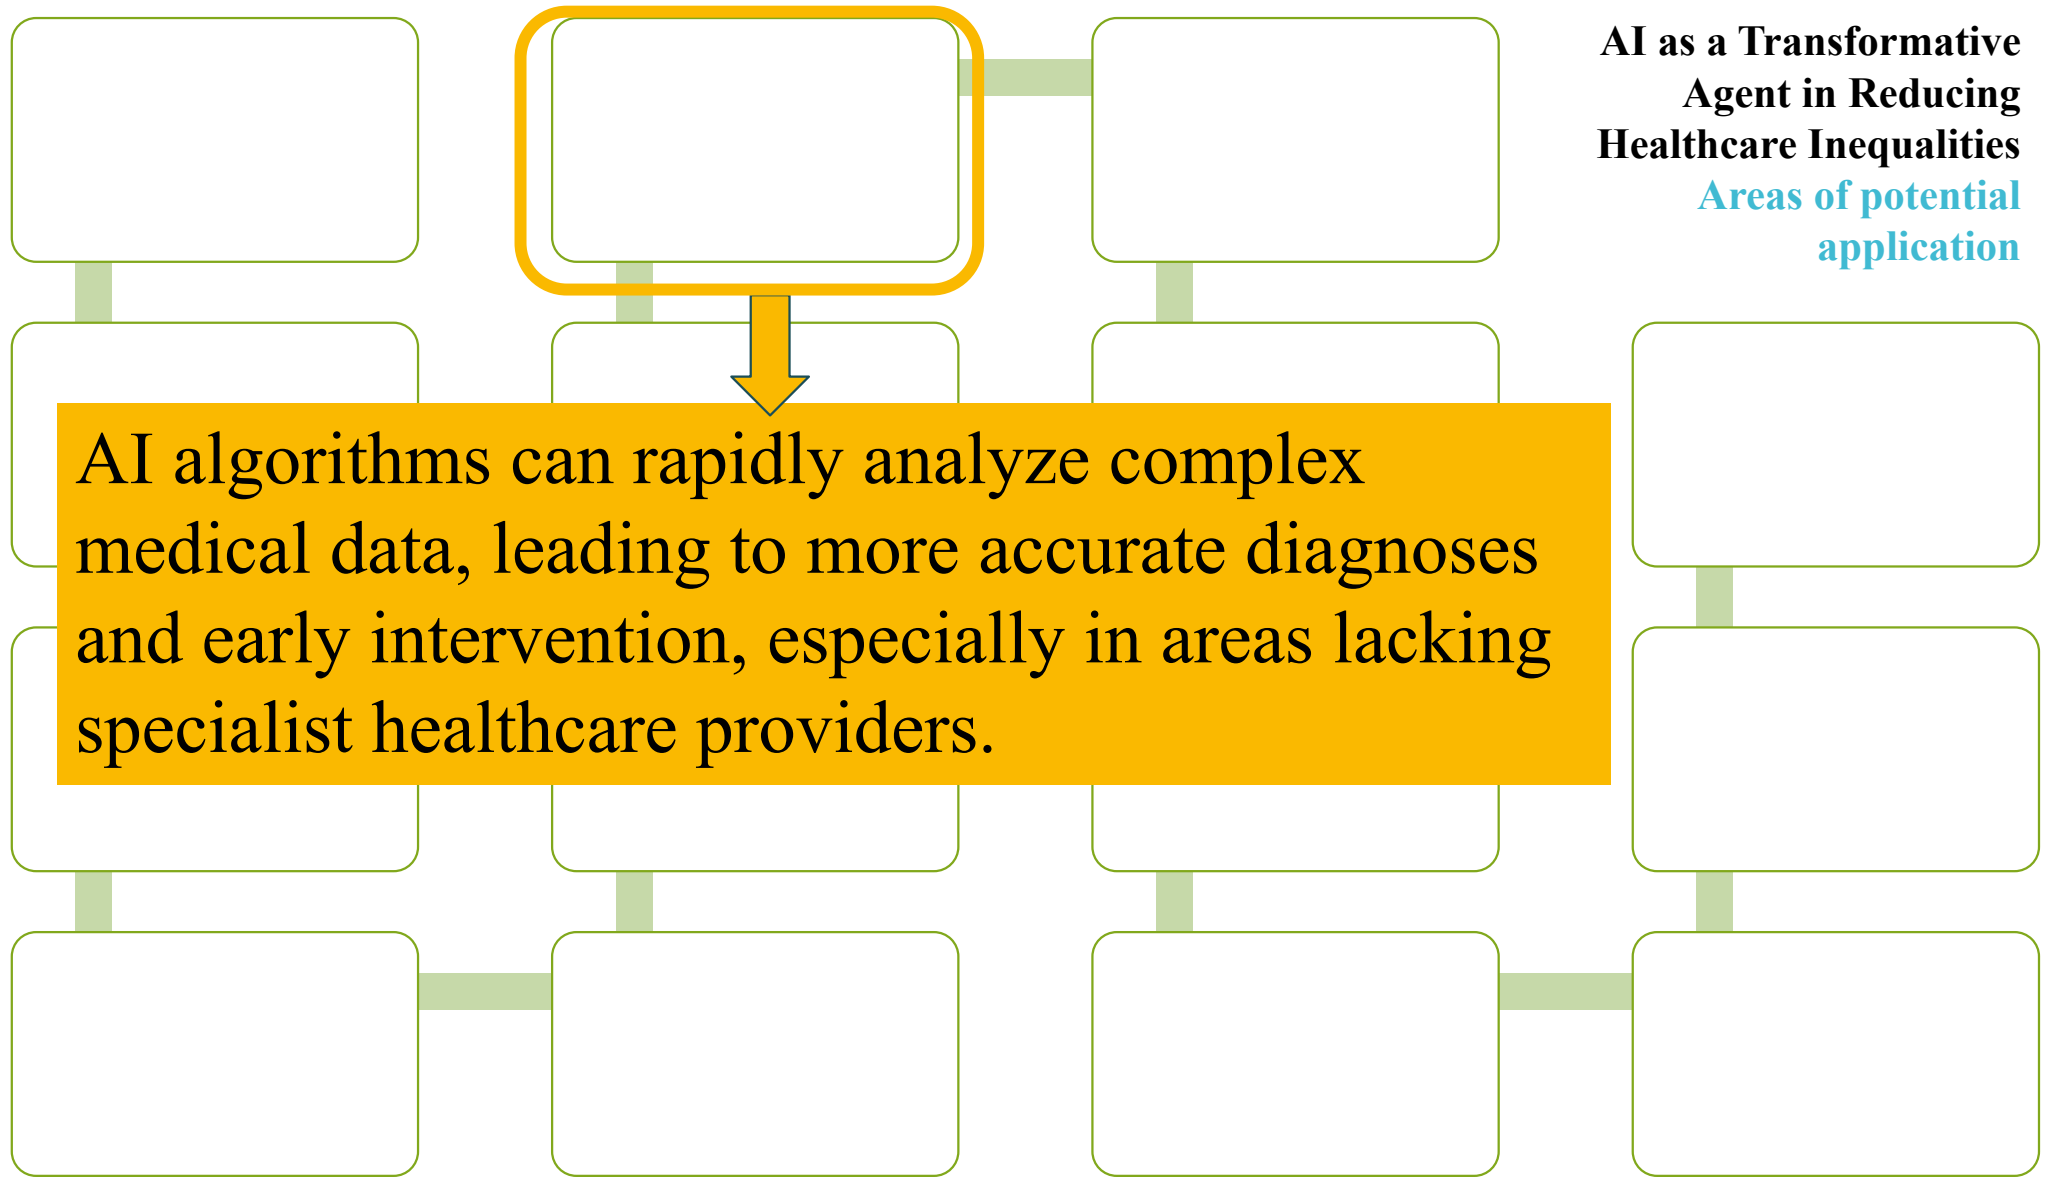 AI as a Transformative
Agent in Reducing
Healthcare Inequalities
Areas of potential
application
AI algorithms can rapidly analyze complex
medical data, leading to more accurate diagnoses
and early intervention, especially in areas lacking
specialist healthcare providers.